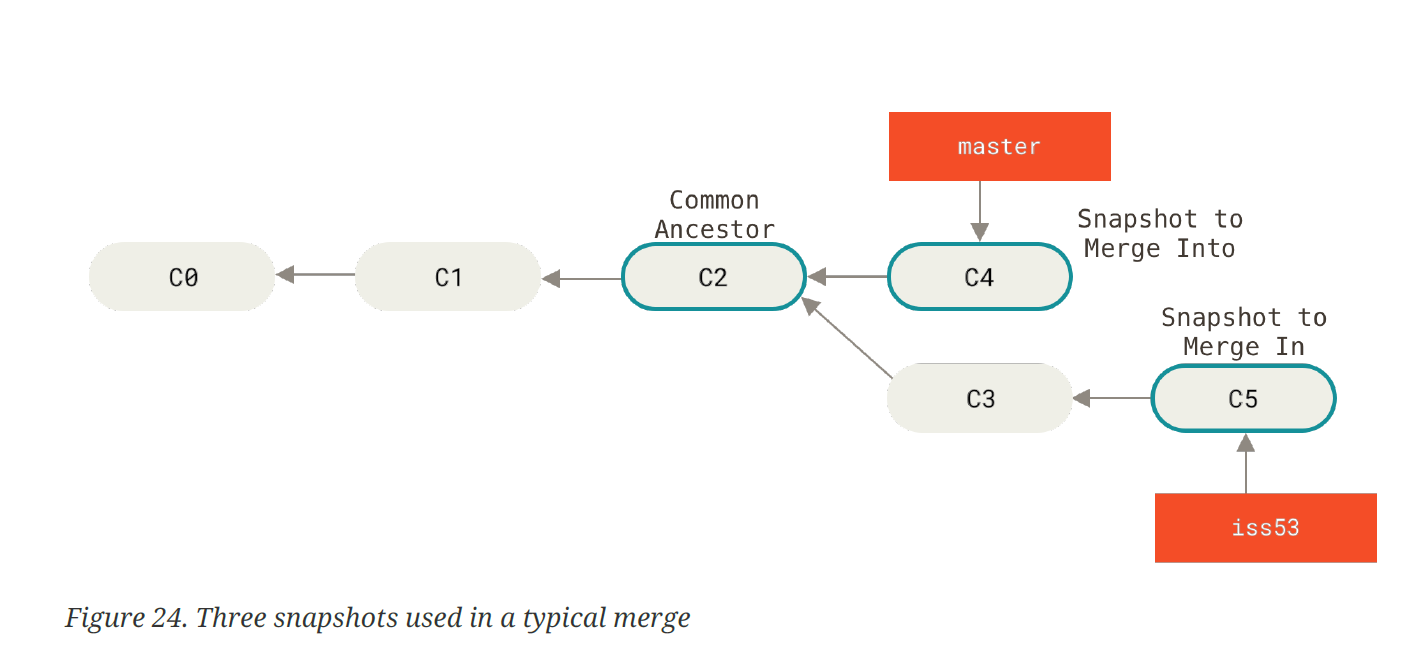 master
Common
Ancestor
Snapshot to
Merge Into
C0
C1
C2
C4
Snapshot to
Merge In
C3
C5
iss53
Figure 24. Three snapshots used in a typical merge